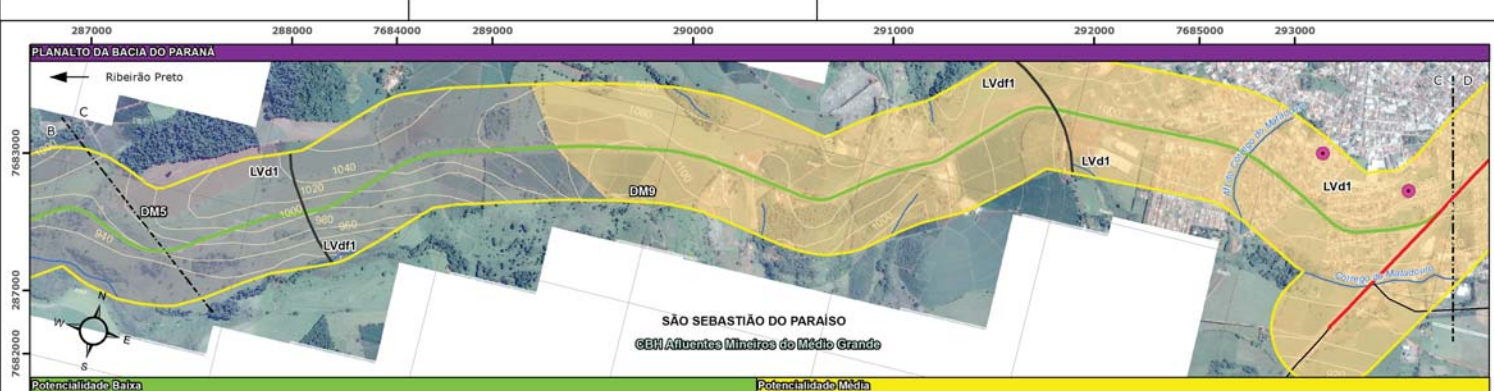 287000 288000 7684000 289000 290000 291000 292000 7685000 293000
PLANALTO DA BACIA DO PARANÁ
Ribeirão Preto
C D
LVdf1
C
B
1000
1060
7683000
1040
LVd1
LVd1
LVd1
1020
DM9
DM5
1000
980
960
940
LVdf1
Córrego do Matadouro
287000
N
W
E
S
SÃO SEBASTIÃO DO PARAÍSO
CBH Afluentes Mineiros do Médio Grande
7682000
Potencialidade Baixa Potencialidade Média